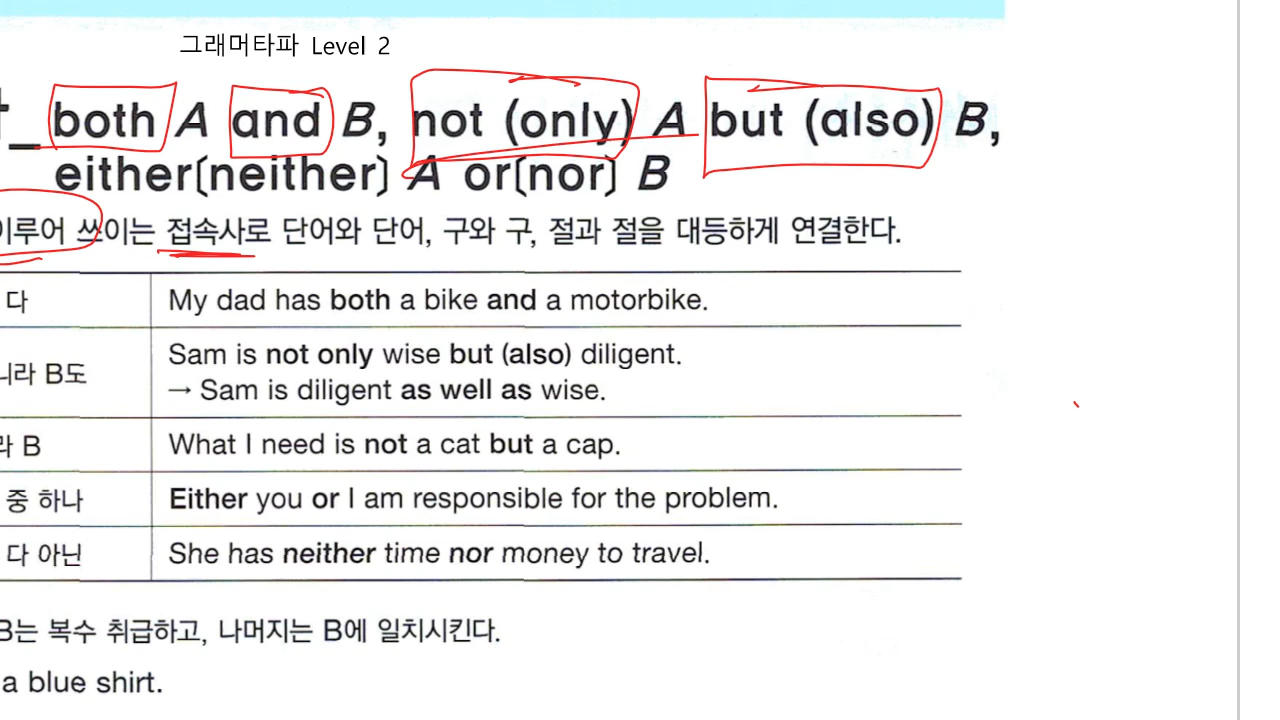 그래머타파 Level 2
both A and B, not (only) A but (also) B,
either(neither) A or(nor) B
이루어 쓰이는 접속사로 단어와 단어, 구와 구, 절과 절을 대등하게 연결한다.
다
My dad has both a bike and a motorbike.
니라 B도
Sam is not only wise but (also) diligent.
→ Sam is diligent as well as wise.
라 B
What I need is not a cat but a cap.
중 하나
Either you or I am responsible for the problem.
다 아닌
She has neither time nor money to travel.
B는 복수 취급하고, 나머지는 B에 일치시킨다.
a blue shirt.